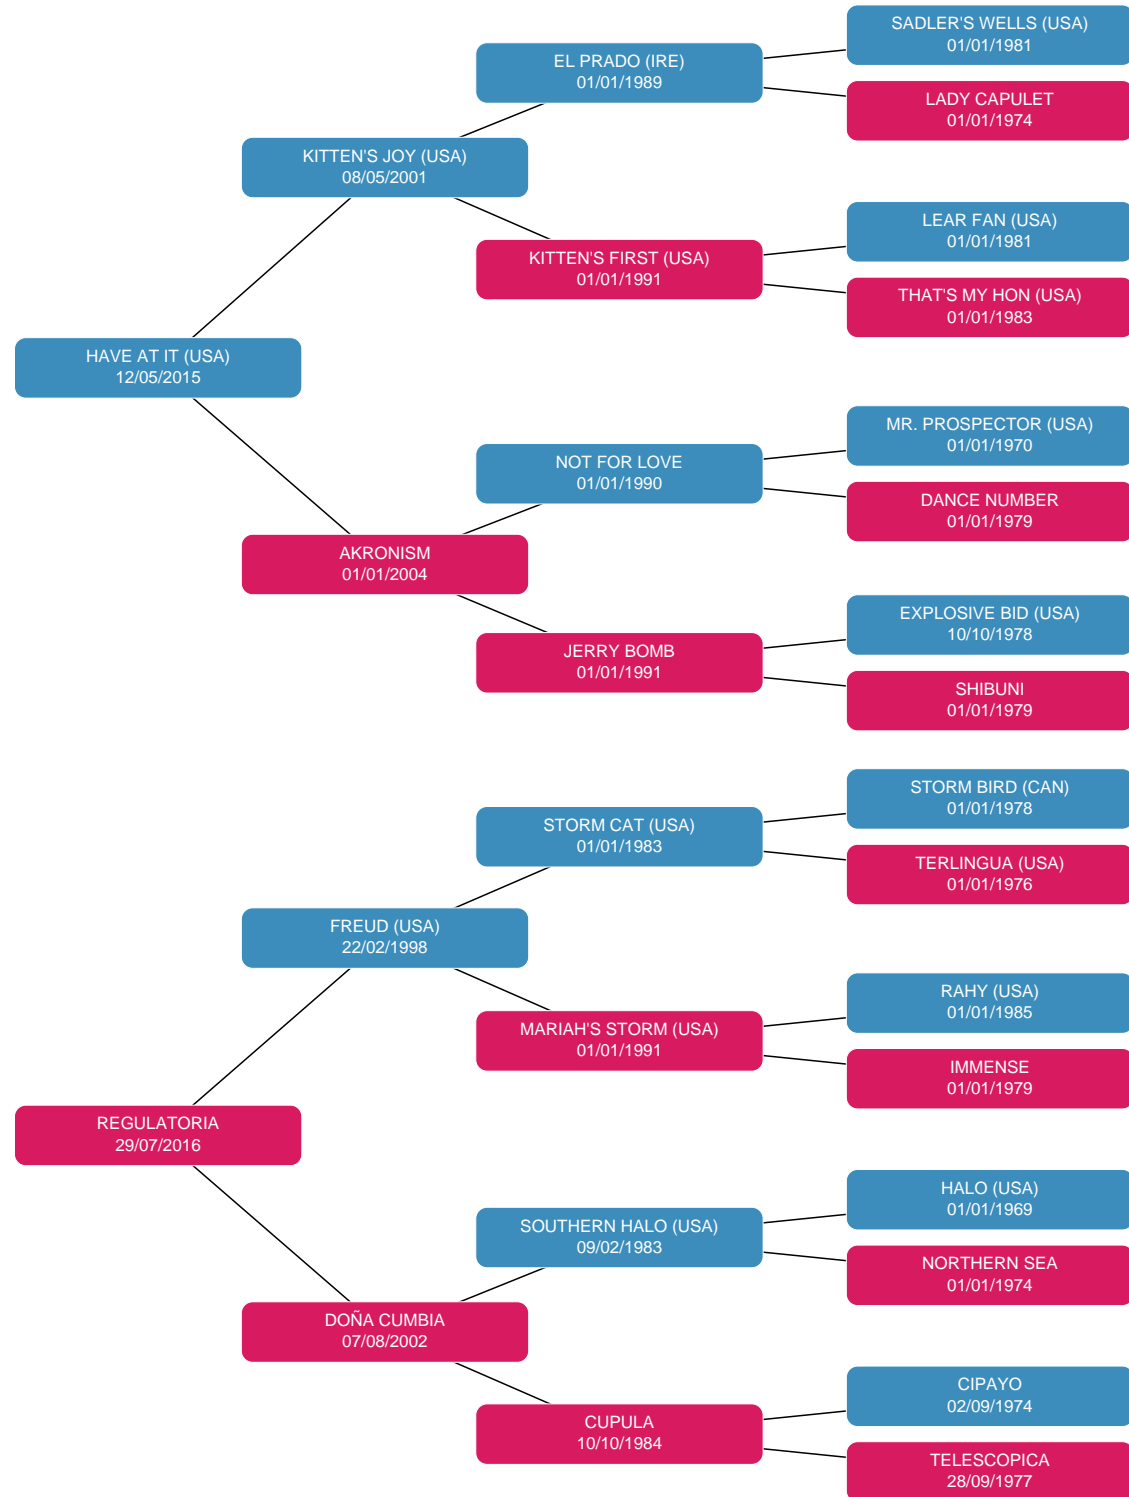 SADLER'S WELLS (USA)
01/01/1981
EL PRADO (IRE)
01/01/1989
LADY CAPULET
01/01/1974
KITTEN'S JOY (USA)
08/05/2001
LEAR FAN (USA)
01/01/1981
KITTEN'S FIRST (USA)
01/01/1991
THAT'S MY HON (USA)
01/01/1983
HAVE AT IT (USA)
12/05/2015
MR. PROSPECTOR (USA)
01/01/1970
NOT FOR LOVE
01/01/1990
DANCE NUMBER
01/01/1979
AKRONISM
01/01/2004
EXPLOSIVE BID (USA)
10/10/1978
JERRY BOMB
01/01/1991
SHIBUNI
01/01/1979
STORM BIRD (CAN)
01/01/1978
STORM CAT (USA)
01/01/1983
TERLINGUA (USA)
01/01/1976
FREUD (USA)
22/02/1998
RAHY (USA)
01/01/1985
MARIAH'S STORM (USA)
01/01/1991
IMMENSE
01/01/1979
REGULATORIA
29/07/2016
HALO (USA)
01/01/1969
SOUTHERN HALO (USA)
09/02/1983
NORTHERN SEA
01/01/1974
DOÑA CUMBIA
07/08/2002
CIPAYO
02/09/1974
CUPULA
10/10/1984
TELESCOPICA
28/09/1977